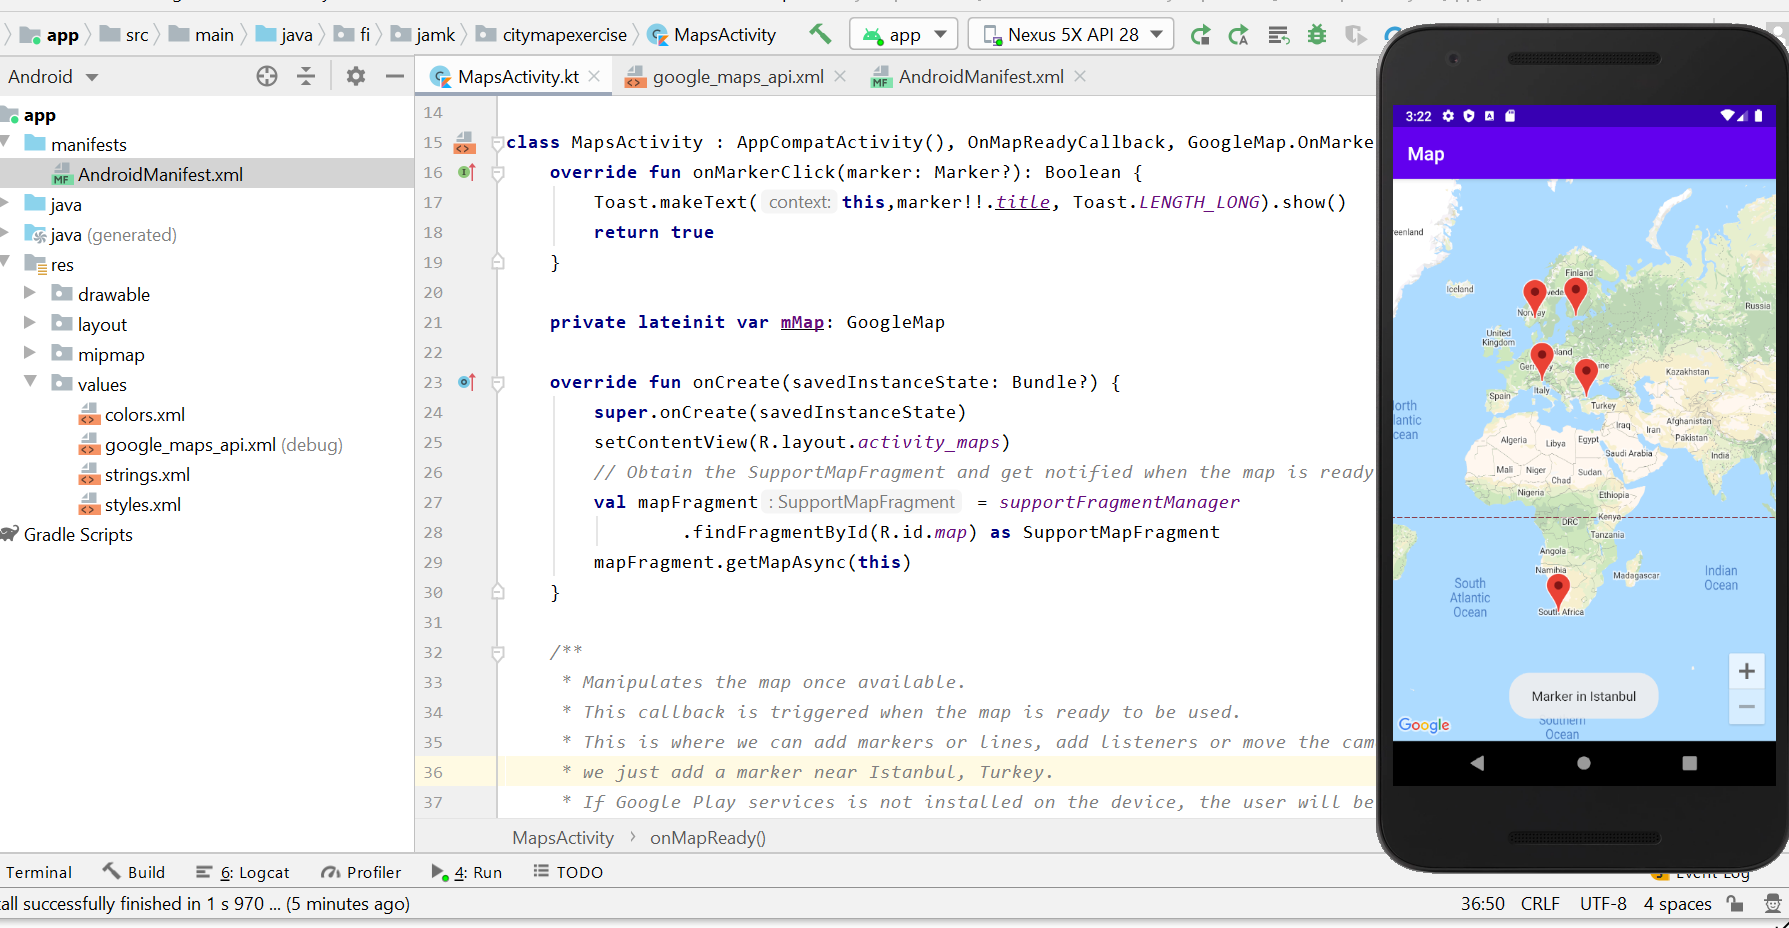 app src main java fi jamk citymapexercise MapsActivity app Nexus 5X API 28
Android
MapsActivity.kt google_maps_api.xml AndroidManifest.xml
app
manifests
MF AndroidManifest.xml
java
java (generated)
res
drawable
layout
mipmap
values
colors.xml
google_maps_api.xml (debug)
strings.xml
styles.xml
Gradle Scripts
14
15 class MapsActivity : AppCompatActivity(), OnMapReadyCallback, GoogleMap.OnMarke
16 override fun onMarkerClick(marker: Marker?): Boolean {
17 Toast.makeText( context: this,marker!!.title, Toast.LENGTH_LONG).show()
18 return true
19 }
20
21 private lateinit var mMap: GoogleMap
22
23 override fun onCreate(savedInstanceState: Bundle?) {
24 super.onCreate(savedInstanceState)
25 setContentView(R.layout.activity_maps)
26 // Obtain the SupportMapFragment and get notified when the map is ready
27 val mapFragment : SupportMapFragment = supportFragmentManager
28 .findFragmentById(R.id.map) as SupportMapFragment
29 mapFragment.getMapAsync(this)
30 }
31
32 /**
33 * Manipulates the map once available.
34 * This callback is triggered when the map is ready to be used.
35 * This is where we can add markers or lines, add listeners or move the cam
36 * we just add a marker near Istanbul, Turkey.
37 * If Google Play services is not installed on the device, the user will be
MapsActivity > onMapReady()
3:22
Map
reenland
Iceland
Finland
Norway
Russia
United
Kingdom
Italy
Spain
Turkey
Kazakhstan
Iraq
Iran
Afghanistan
Pakistan
India
Algeria
Libya
Egypt
Saudi Arabia
Mali
Niger
Chad
Sudan
Nigeria
Ethiopia
DRC
Kenya
Tanzania
Angola
Namibia
Madagascar
South Africa
orth
lantic
cean
South
Atlantic
Ocean
Indian
Ocean
Marker in Istanbul
Southern
Ocean
Google
+
−
Terminal Build 6: Logcat Profiler 4: Run TODO Event Log
all successfully finished in 1 s 970 ... (5 minutes ago) 36:50 CRLF UTF-8 4 spaces